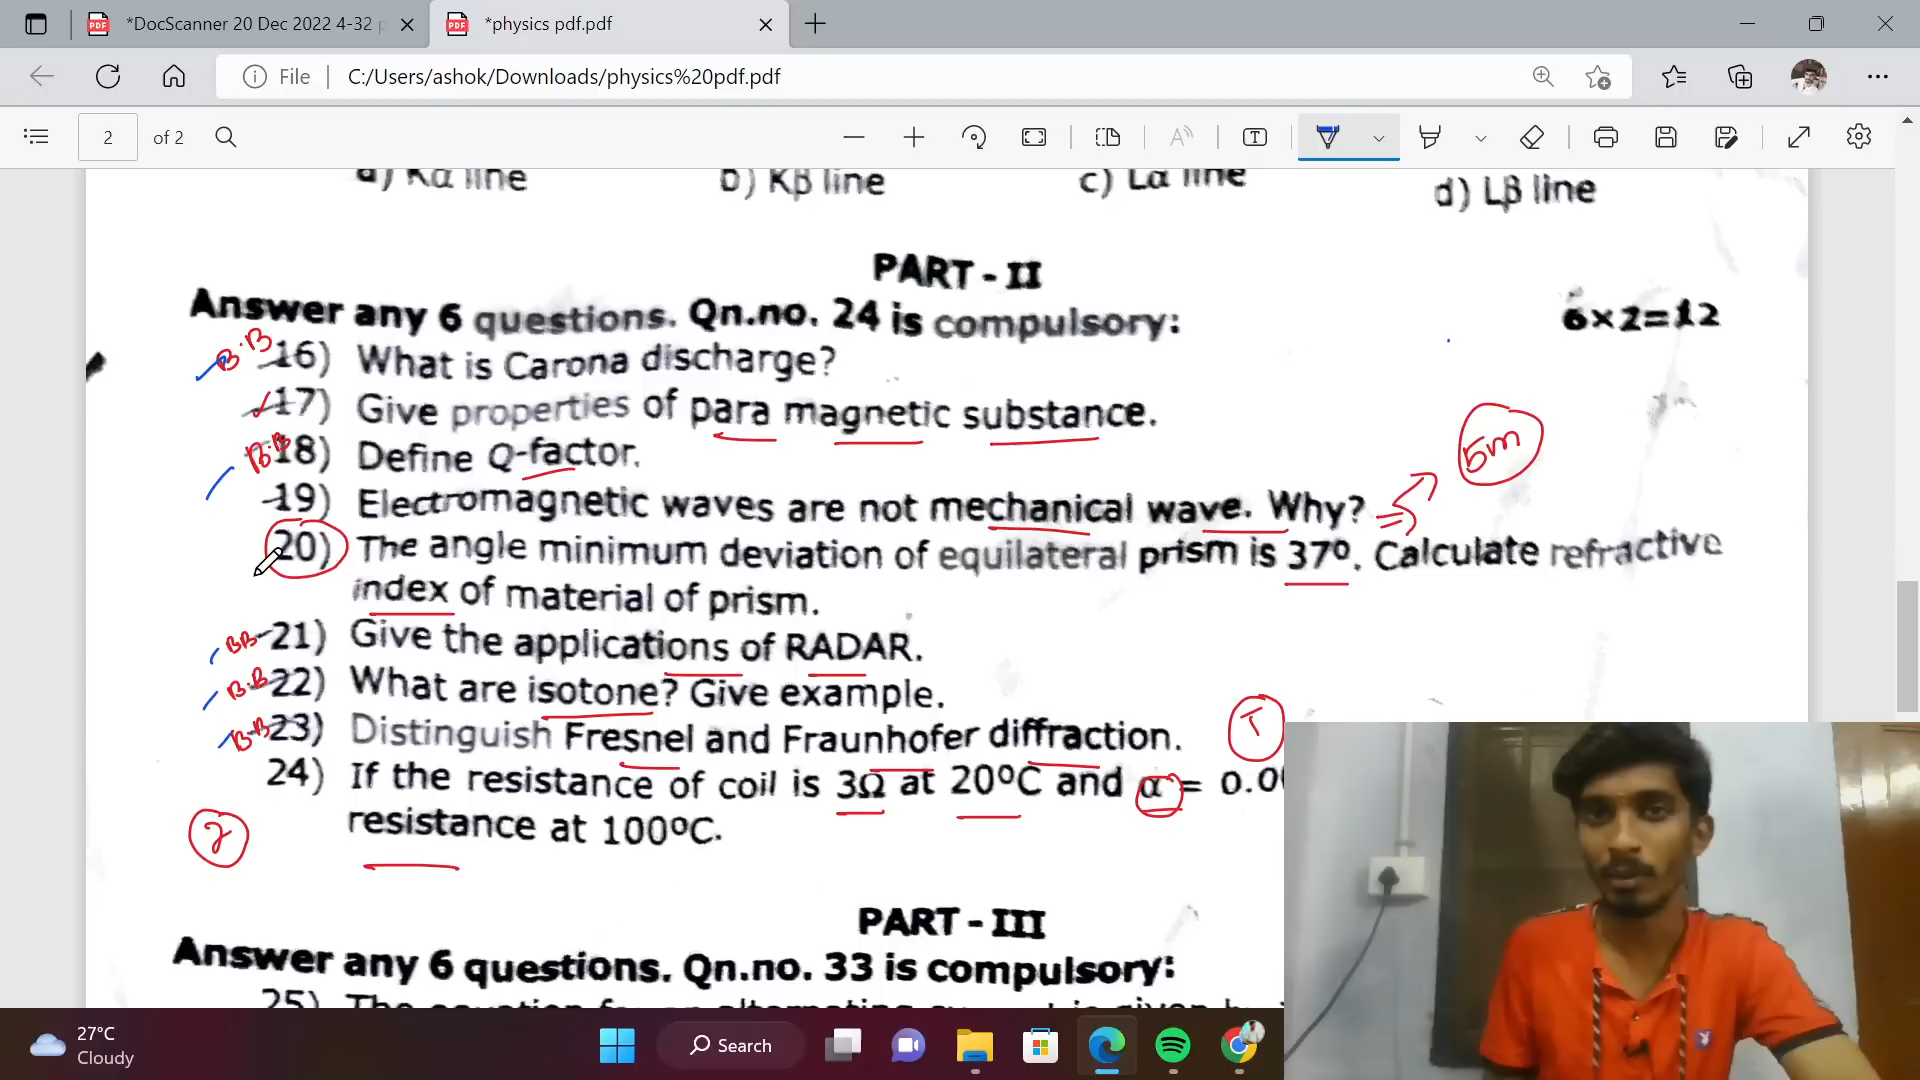 *DocScanner 20 Dec 2022 4-32 p
*physics pdf.pdf
File
C:/Users/ashok/Downloads/physics%20pdf.pdf
2 of 2
a) Kα line b) Kβ line c) Lα line d) Lβ line
PART - II
Answer any 6 questions. Qn.no. 24 is compulsory: 6×2=12
B.B 16) What is Carona discharge?
17) Give properties of para magnetic substance.
B.B 18) Define Q-factor.
5m
19) Electromagnetic waves are not mechanical wave. Why?
20) The angle minimum deviation of equilateral prism is 37º. Calculate refractive
index of material of prism.
BB 21) Give the applications of RADAR.
B.B 22) What are isotone? Give example.
B.B 23) Distinguish Fresnel and Fraunhofer diffraction. T
24) If the resistance of coil is 3Ω at 20ºC and α = 0.0
resistance at 100ºC.
PART - III
Answer any 6 questions. Qn.no. 33 is compulsory:
27°C
Cloudy
Search